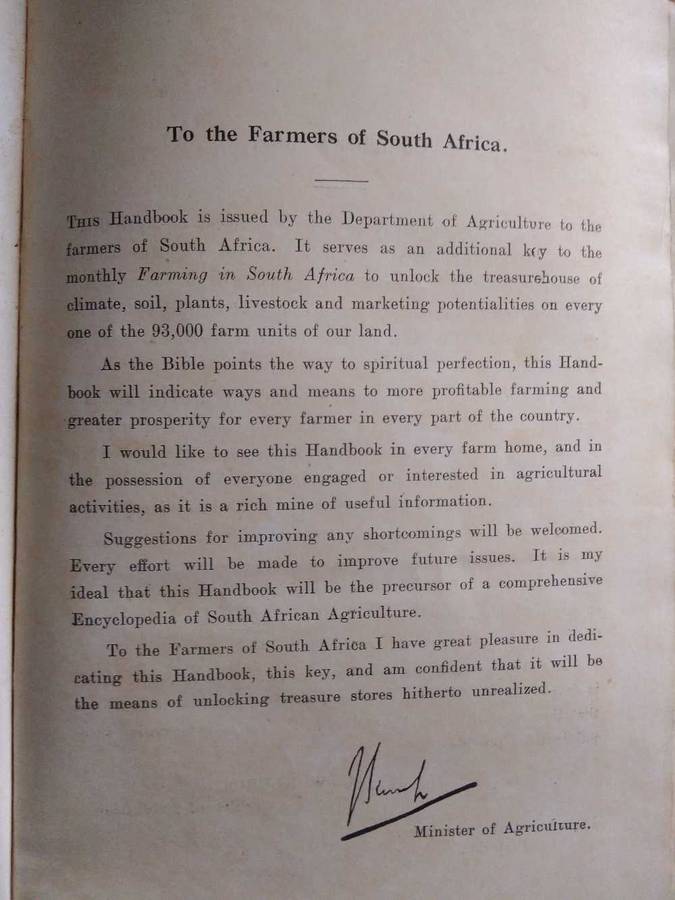 To the Farmers of South Africa.
THIS Handbook is issued by the Department of Agriculture to the
farmers of South Africa. It serves as an additional key to the
monthly Farming in South Africa to unlock the treasurehouse of
climate, soil, plants, livestock and marketing potentialities on every
one of the 93,000 farm units of our land.
As the Bible points the way to spiritual perfection, this Hand-
book will indicate ways and means to more profitable farming and
greater prosperity for every farmer in every part of the country.
I would like to see this Handbook in every farm home, and in
the possession of everyone engaged or interested in agricultural
activities, as it is a rich mine of useful information.
Suggestions for improving any shortcomings will be welcomed.
Every effort will be made to improve future issues. It is my
ideal that this Handbook will be the precursor of a comprehensive
Encyclopedia of South African Agriculture.
To the Farmers of South Africa I have great pleasure in dedi-
cating this Handbook, this key, and am confident that it will be
the means of unlocking treasure stores hitherto unrealized.
Minister of Agriculture.